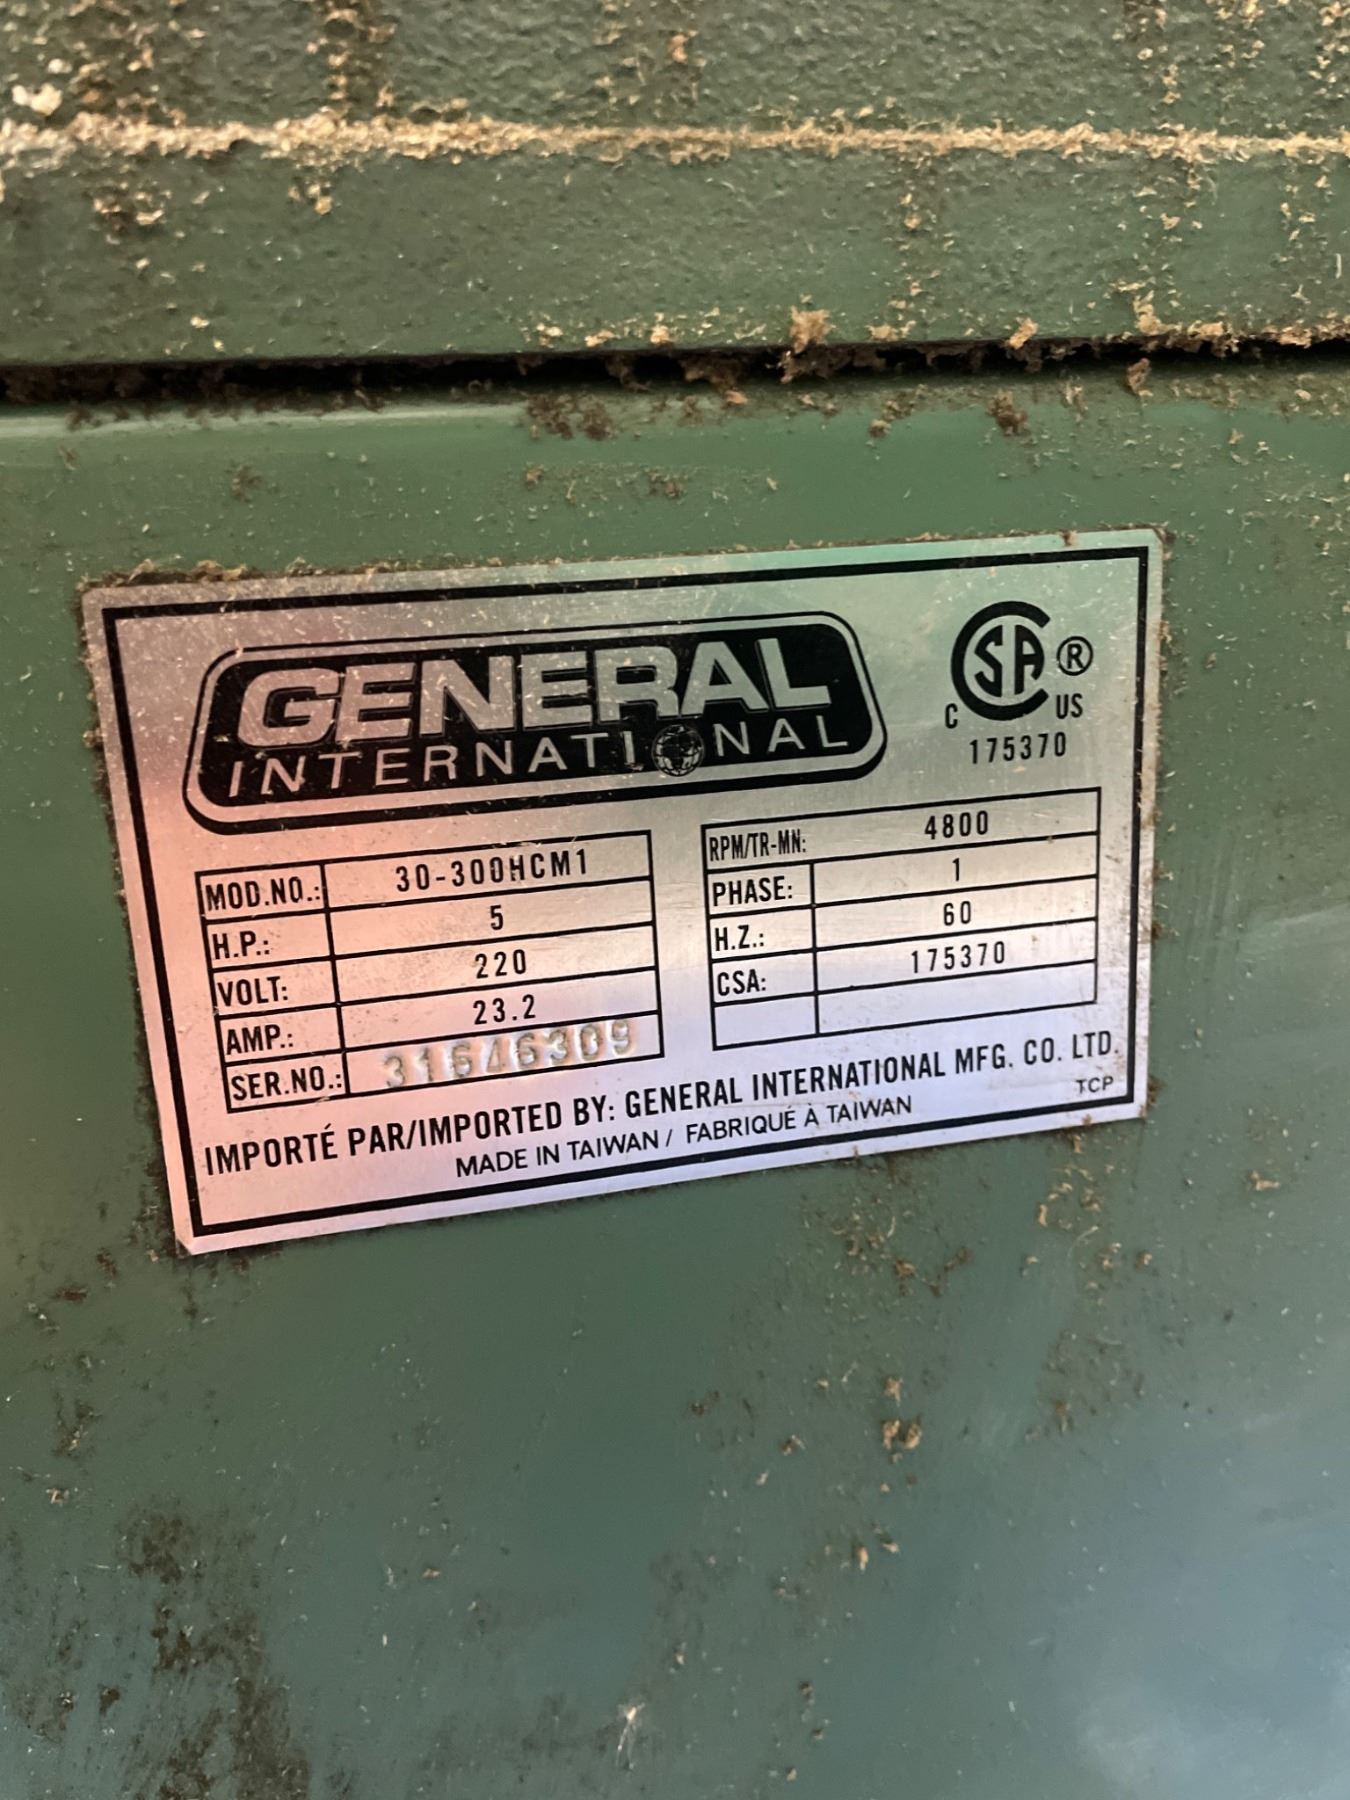 GENERAL
INTERNATIONAL
CSA ®
C US
175370
MOD.NO.: 30-300HCM1
H.P.: 5
VOLT: 220
AMP.: 23.2
SER.NO.: 31646309
RPM/TR-MN: 4800
PHASE: 1
H.Z.: 60
CSA: 175370
IMPORTÉ PAR/IMPORTED BY: GENERAL INTERNATIONAL MFG. CO. LTD.
MADE IN TAIWAN / FABRIQUÉ À TAIWAN
TCP